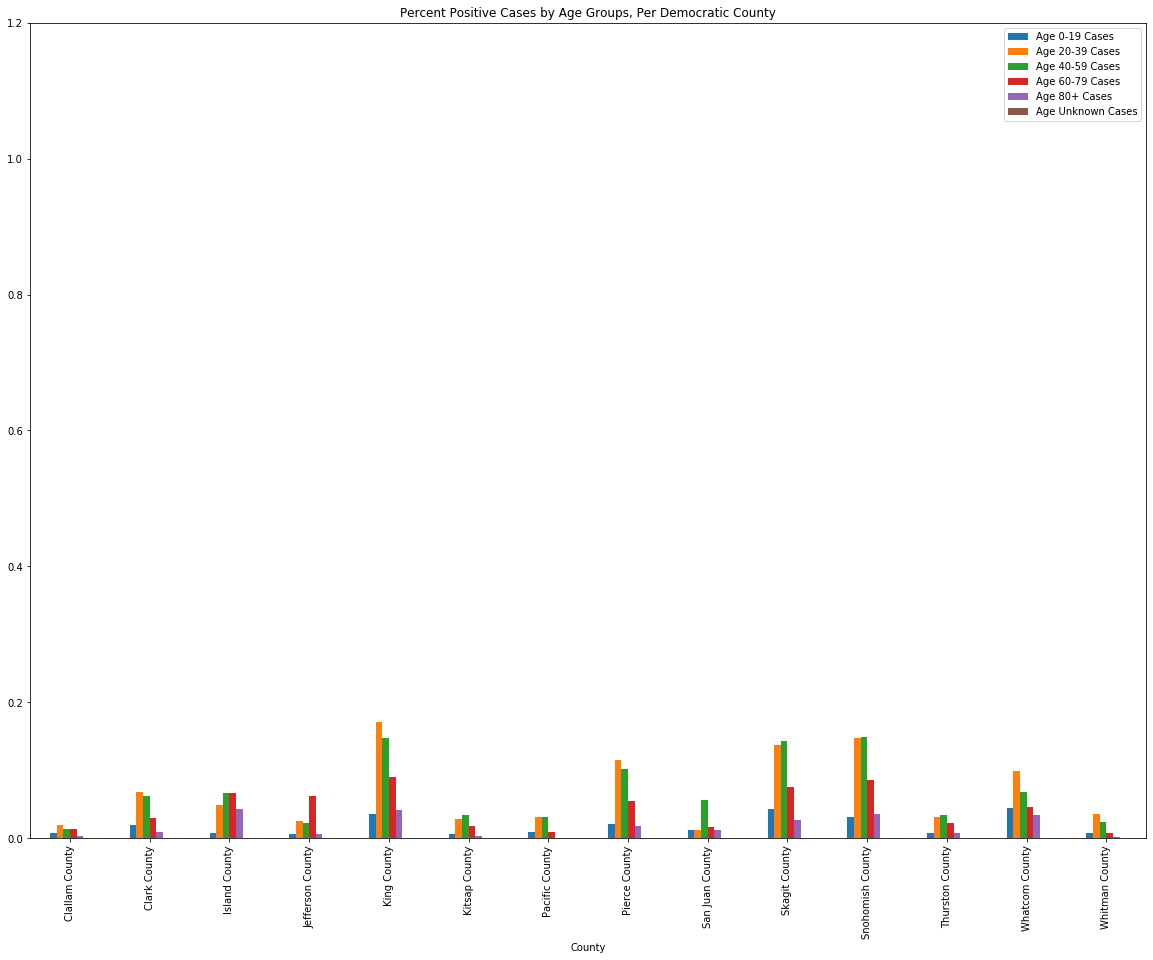 Percent Positive Cases by Age Groups, Per Democratic County
1.2
1.0
0.8
0.6
0.4
0.2
0.0
Age 0-19 Cases
Age 20-39 Cases
Age 40-59 Cases
Age 60-79 Cases
Age 80+ Cases
Age Unknown Cases
Clallam County
Clark County
Island County
Jefferson County
King County
Kitsap County
Pacific County
Pierce County
San Juan County
Skagit County
Snohomish County
Thurston County
Whatcom County
Whitman County
County